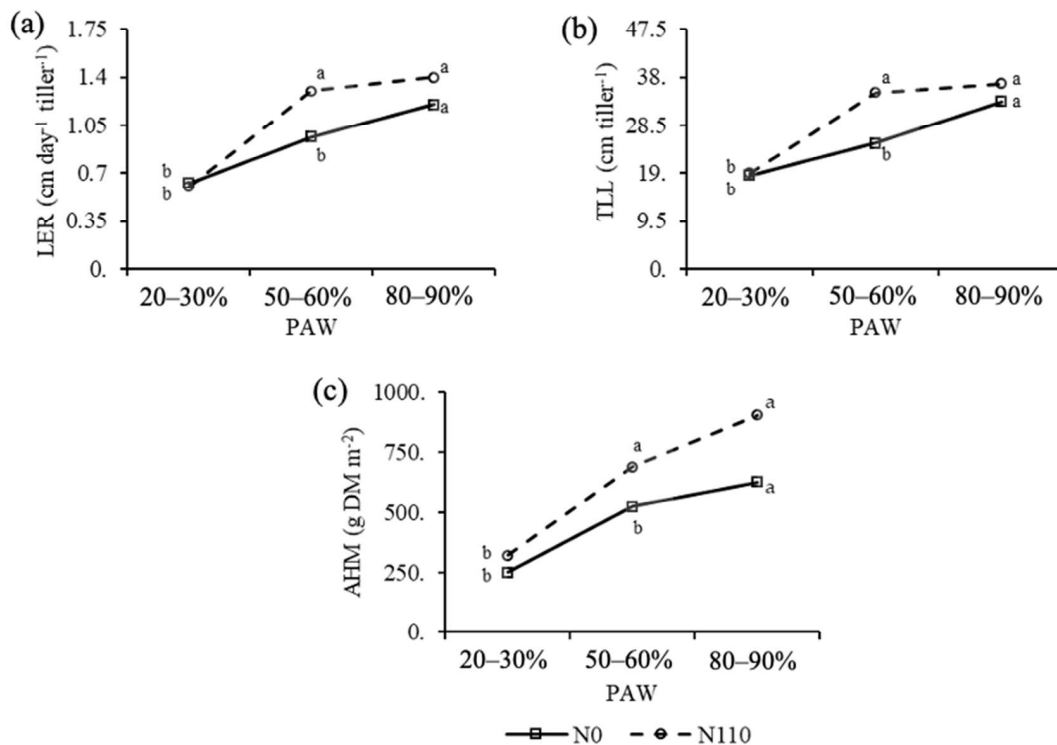 (a)
1.75
1.4
1.05
0.7
0.35
0.
LER (cm day-1 tiller-1)
a
a
a
b
b
b
20–30% 50–60% 80–90%
PAW
(b)
47.5
38.
28.5
19.
9.5
0.
TLL (cm tiller-1)
a
a
a
b
b
b
20–30% 50–60% 80–90%
PAW
(c)
1000.
750.
500.
250.
0.
AHM (g DM m-2)
a
a
a
b
b
b
20–30% 50–60% 80–90%
PAW
N0 N110